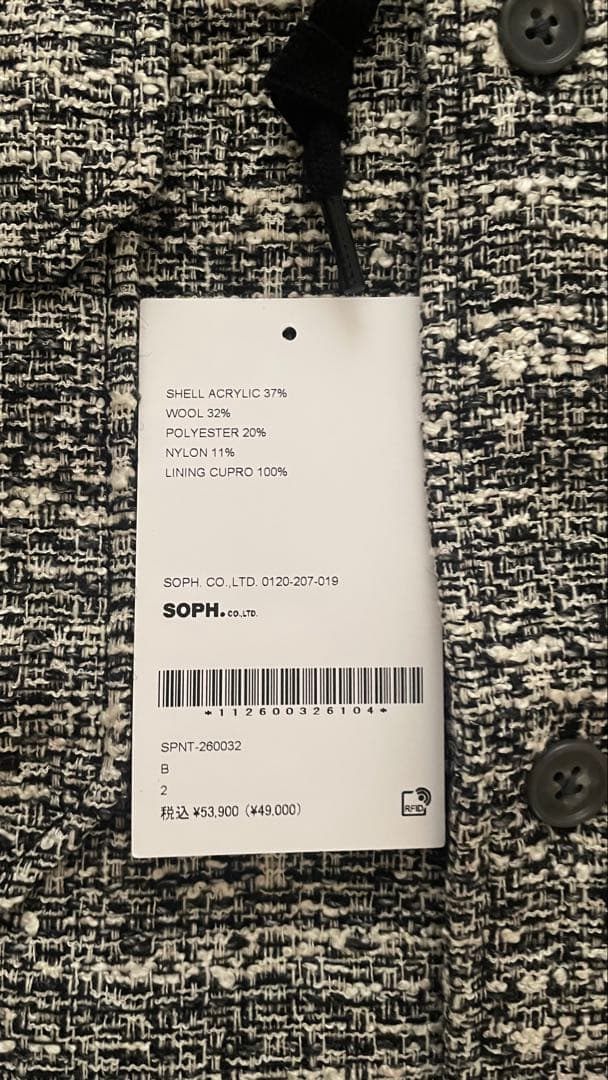 SHELL ACRYLIC 37%
WOOL 32%
POLYESTER 20%
NYLON 11%
LINING CUPRO 100%
SOPH. CO.,LTD. 0120-207-019
SOPH. CO.,LTD.
*112600326104*
SPNT-260032
B
2
税込 ¥53,900 (¥49,000)
RFID